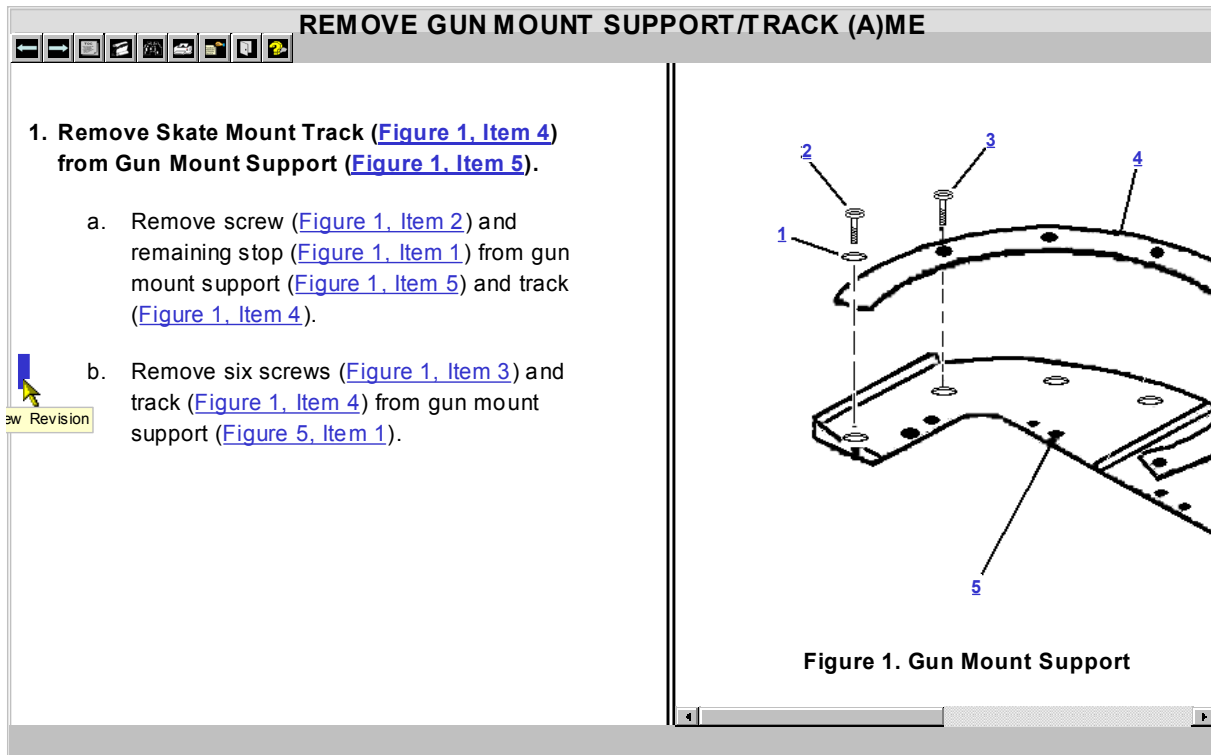 REMOVE GUN MOUNT SUPPORT/TRACK (A)ME
1. Remove Skate Mount Track (Figure 1, Item 4)
from Gun Mount Support (Figure 1, Item 5).
a. Remove screw (Figure 1, Item 2) and
remaining stop (Figure 1, Item 1) from gun
mount support (Figure 1, Item 5) and track
(Figure 1, Item 4).
b. Remove six screws (Figure 1, Item 3) and
track (Figure 1, Item 4) from gun mount
support (Figure 5, Item 1).
ew Revision
2
3
4
1
5
Figure 1. Gun Mount Support